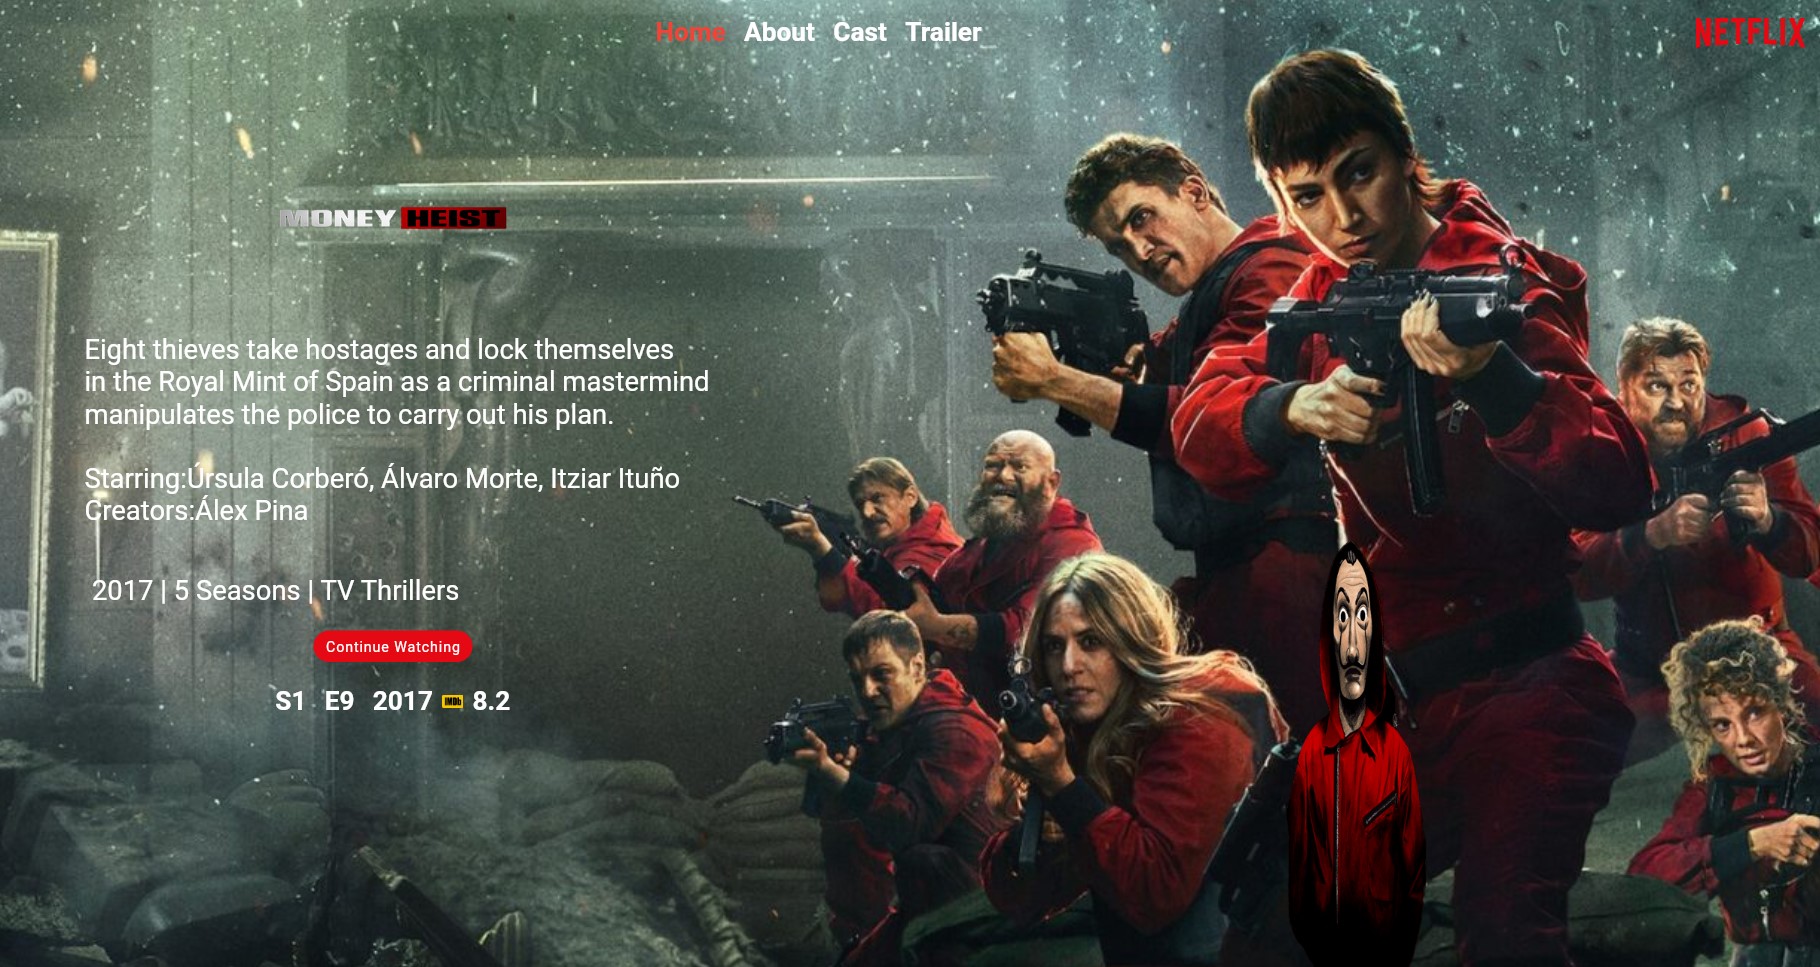 Home About Cast Trailer
NETFLIX
MONEY HEIST
Eight thieves take hostages and lock themselves
in the Royal Mint of Spain as a criminal mastermind
manipulates the police to carry out his plan.
Starring:Úrsula Corberó, Álvaro Morte, Itziar Ituño
Creators:Álex Pina
2017 | 5 Seasons | TV Thrillers
Continue Watching
S1 E9 2017 IMDb 8.2